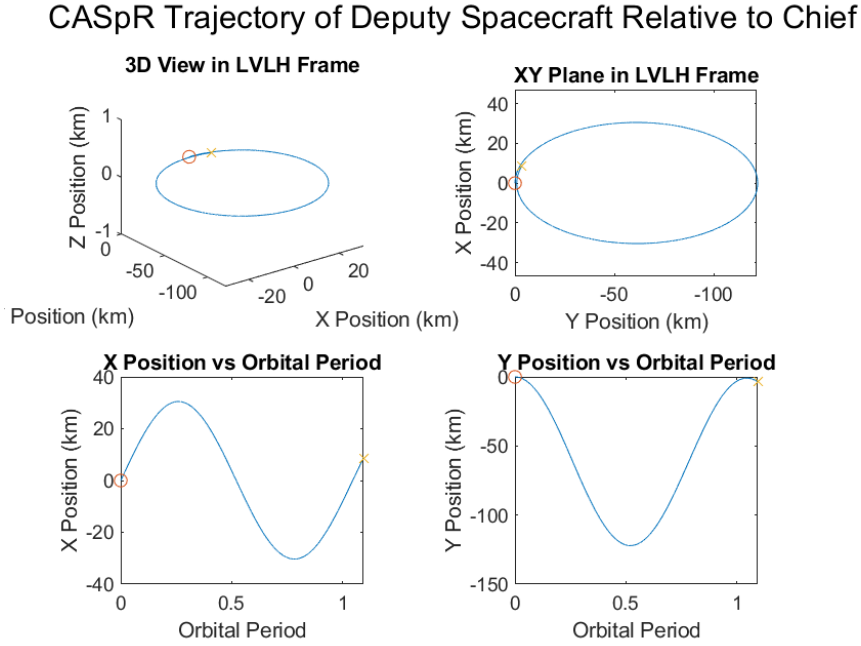 CASpR Trajectory of Deputy Spacecraft Relative to Chief
3D View in LVLH Frame
Z Position (km)
1
0
-1
0
-50
-100
-20
0
20
Position (km)
X Position (km)
XY Plane in LVLH Frame
X Position (km)
40
20
0
-20
-40
0
-50
-100
Y Position (km)
X Position vs Orbital Period
X Position (km)
40
20
0
-20
-40
0
0.5
1
Orbital Period
Y Position vs Orbital Period
Y Position (km)
0
-50
-100
-150
0
0.5
1
Orbital Period